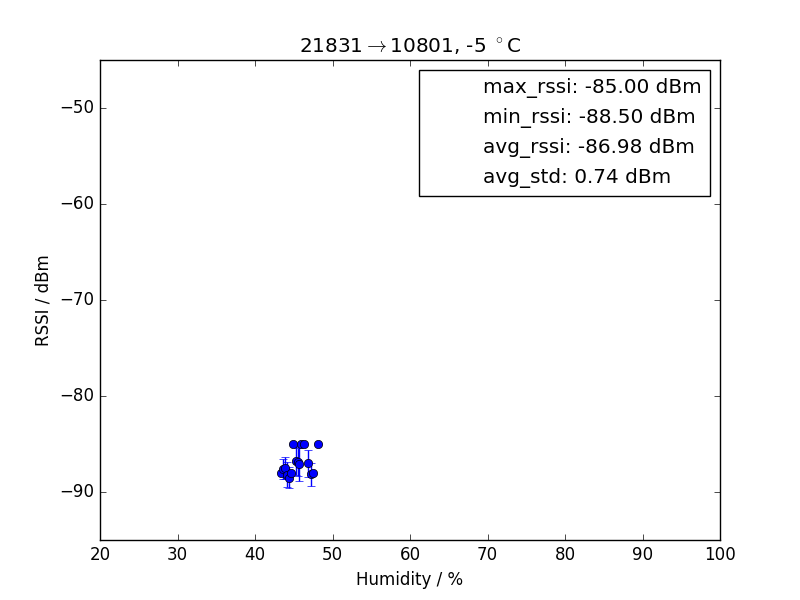 21831→10801, -5 °C
max_rssi: -85.00 dBm
min_rssi: -88.50 dBm
avg_rssi: -86.98 dBm
avg_std: 0.74 dBm
−50
−60
−70
−80
−90
RSSI / dBm
20 30 40 50 60 70 80 90 100
Humidity / %